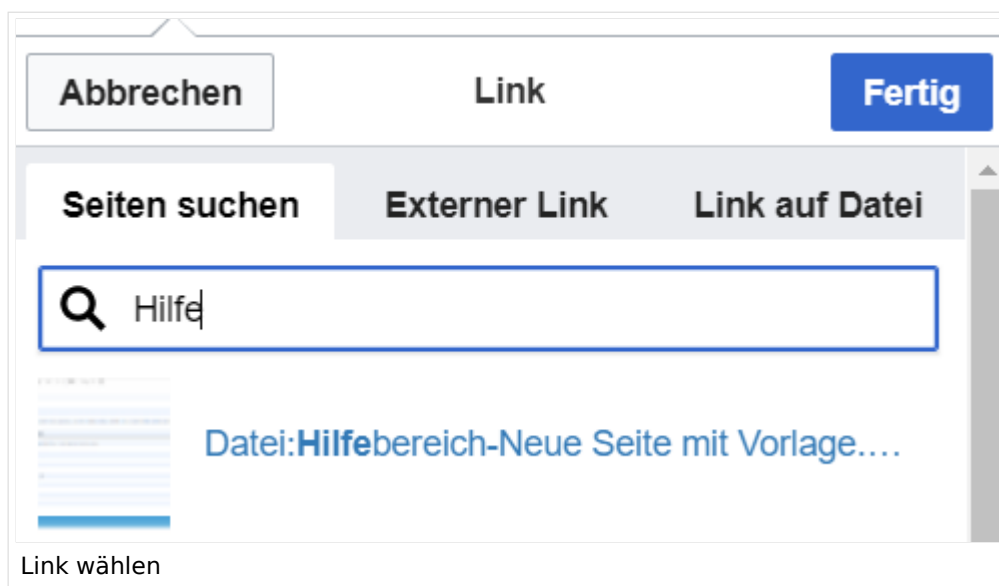 Abbrechen Link Fertig
Seiten suchen Externer Link Link auf Datei
Hilfe
Datei:Hilfebereich-Neue Seite mit Vorlage....
Link wählen